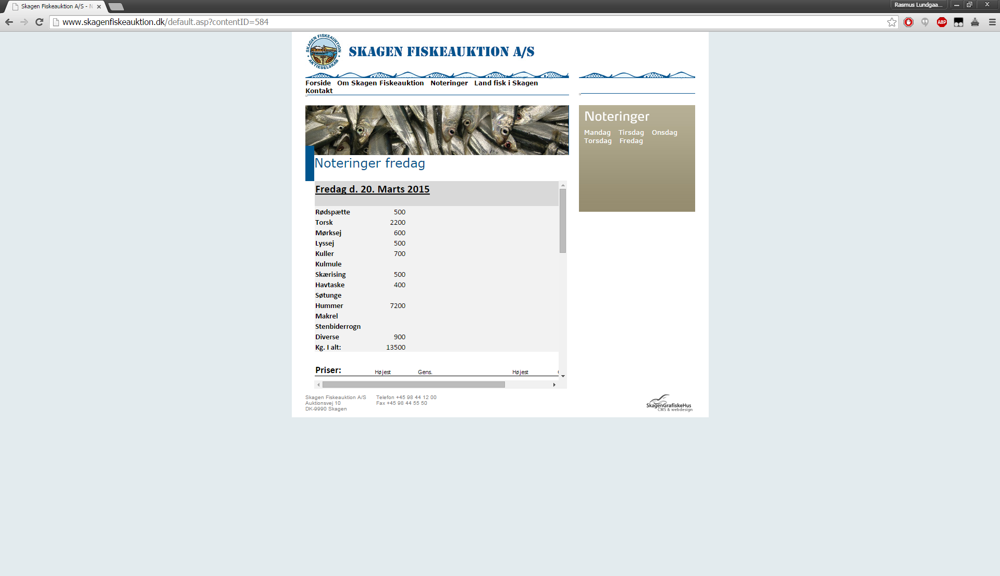 Skagen Fiskeauktion A/S - N
Rasmus Lundgaa...
www.skagenfiskeauktion.dk/default.asp?contentID=584
ABP
SKAGEN FISKEAUKTION
AKTIESELSKAB
SKAGEN FISKEAUKTION A/S
Forside Om Skagen Fiskeauktion Noteringer Land fisk i Skagen
Kontakt
Noteringer
Mandag Tirsdag Onsdag
Torsdag Fredag
Noteringer fredag
Fredag d. 20. Marts 2015
Rødspætte 500
Torsk 2200
Mørksej 600
Lyssej 500
Kuller 700
Kulmule
Skærising 500
Havtaske 400
Søtunge
Hummer 7200
Makrel
Stenbiderrogn
Diverse 900
Kg. I alt: 13500
Priser: Højest Gens. Højest
Skagen Fiskeauktion A/S Telefon +45 98 44 12 00
Auktionsvej 10 Fax +45 98 44 55 50
DK-9990 Skagen
SkagenGrafiskeHus
CMS & webdesign